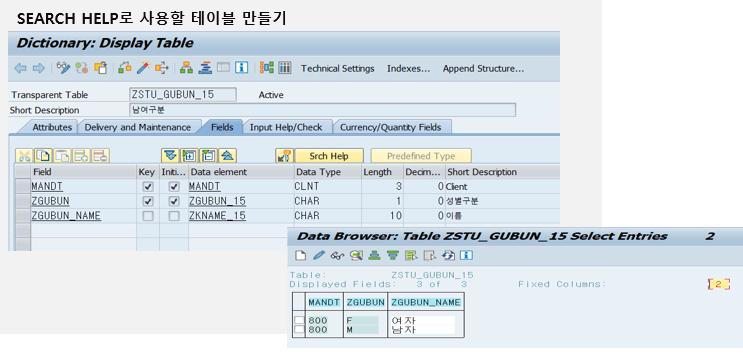 SEARCH HELP로 사용할 테이블 만들기
Dictionary: Display Table
Technical Settings Indexes... Append Structure...
Transparent Table ZSTU_GUBUN_15 Active
Short Description 남여구분
Attributes Delivery and Maintenance Fields Input Help/Check Currency/Quantity Fields
Srch Help Predefined Type
Field Key Initi... Data element Data Type Length Decim... Short Description
MANDT MANDT CLNT 3 0 Client
ZGUBUN ZGUBUN_15 CHAR 1 0 성별구분
ZGUBUN_NAME ZKNAME_15 CHAR 10 0 이름
Data Browser: Table ZSTU_GUBUN_15 Select Entries 2
Table: ZSTU_GUBUN_15
Displayed Fields: 3 of 3 Fixed Columns: 2
MANDT ZGUBUN ZGUBUN_NAME
800 F 여자
800 M 남자